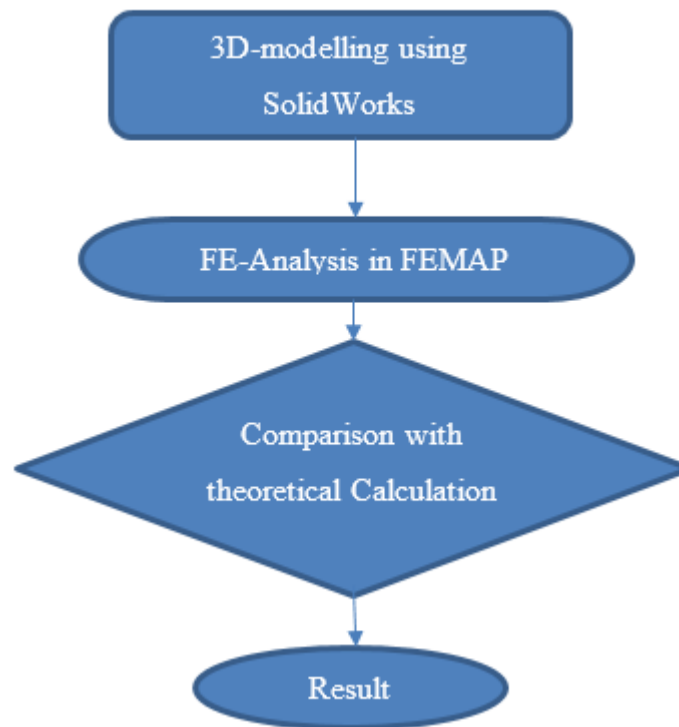 3D-modelling using
SolidWorks
FE-Analysis in FEMAP
Comparison with
theoretical Calculation
Result